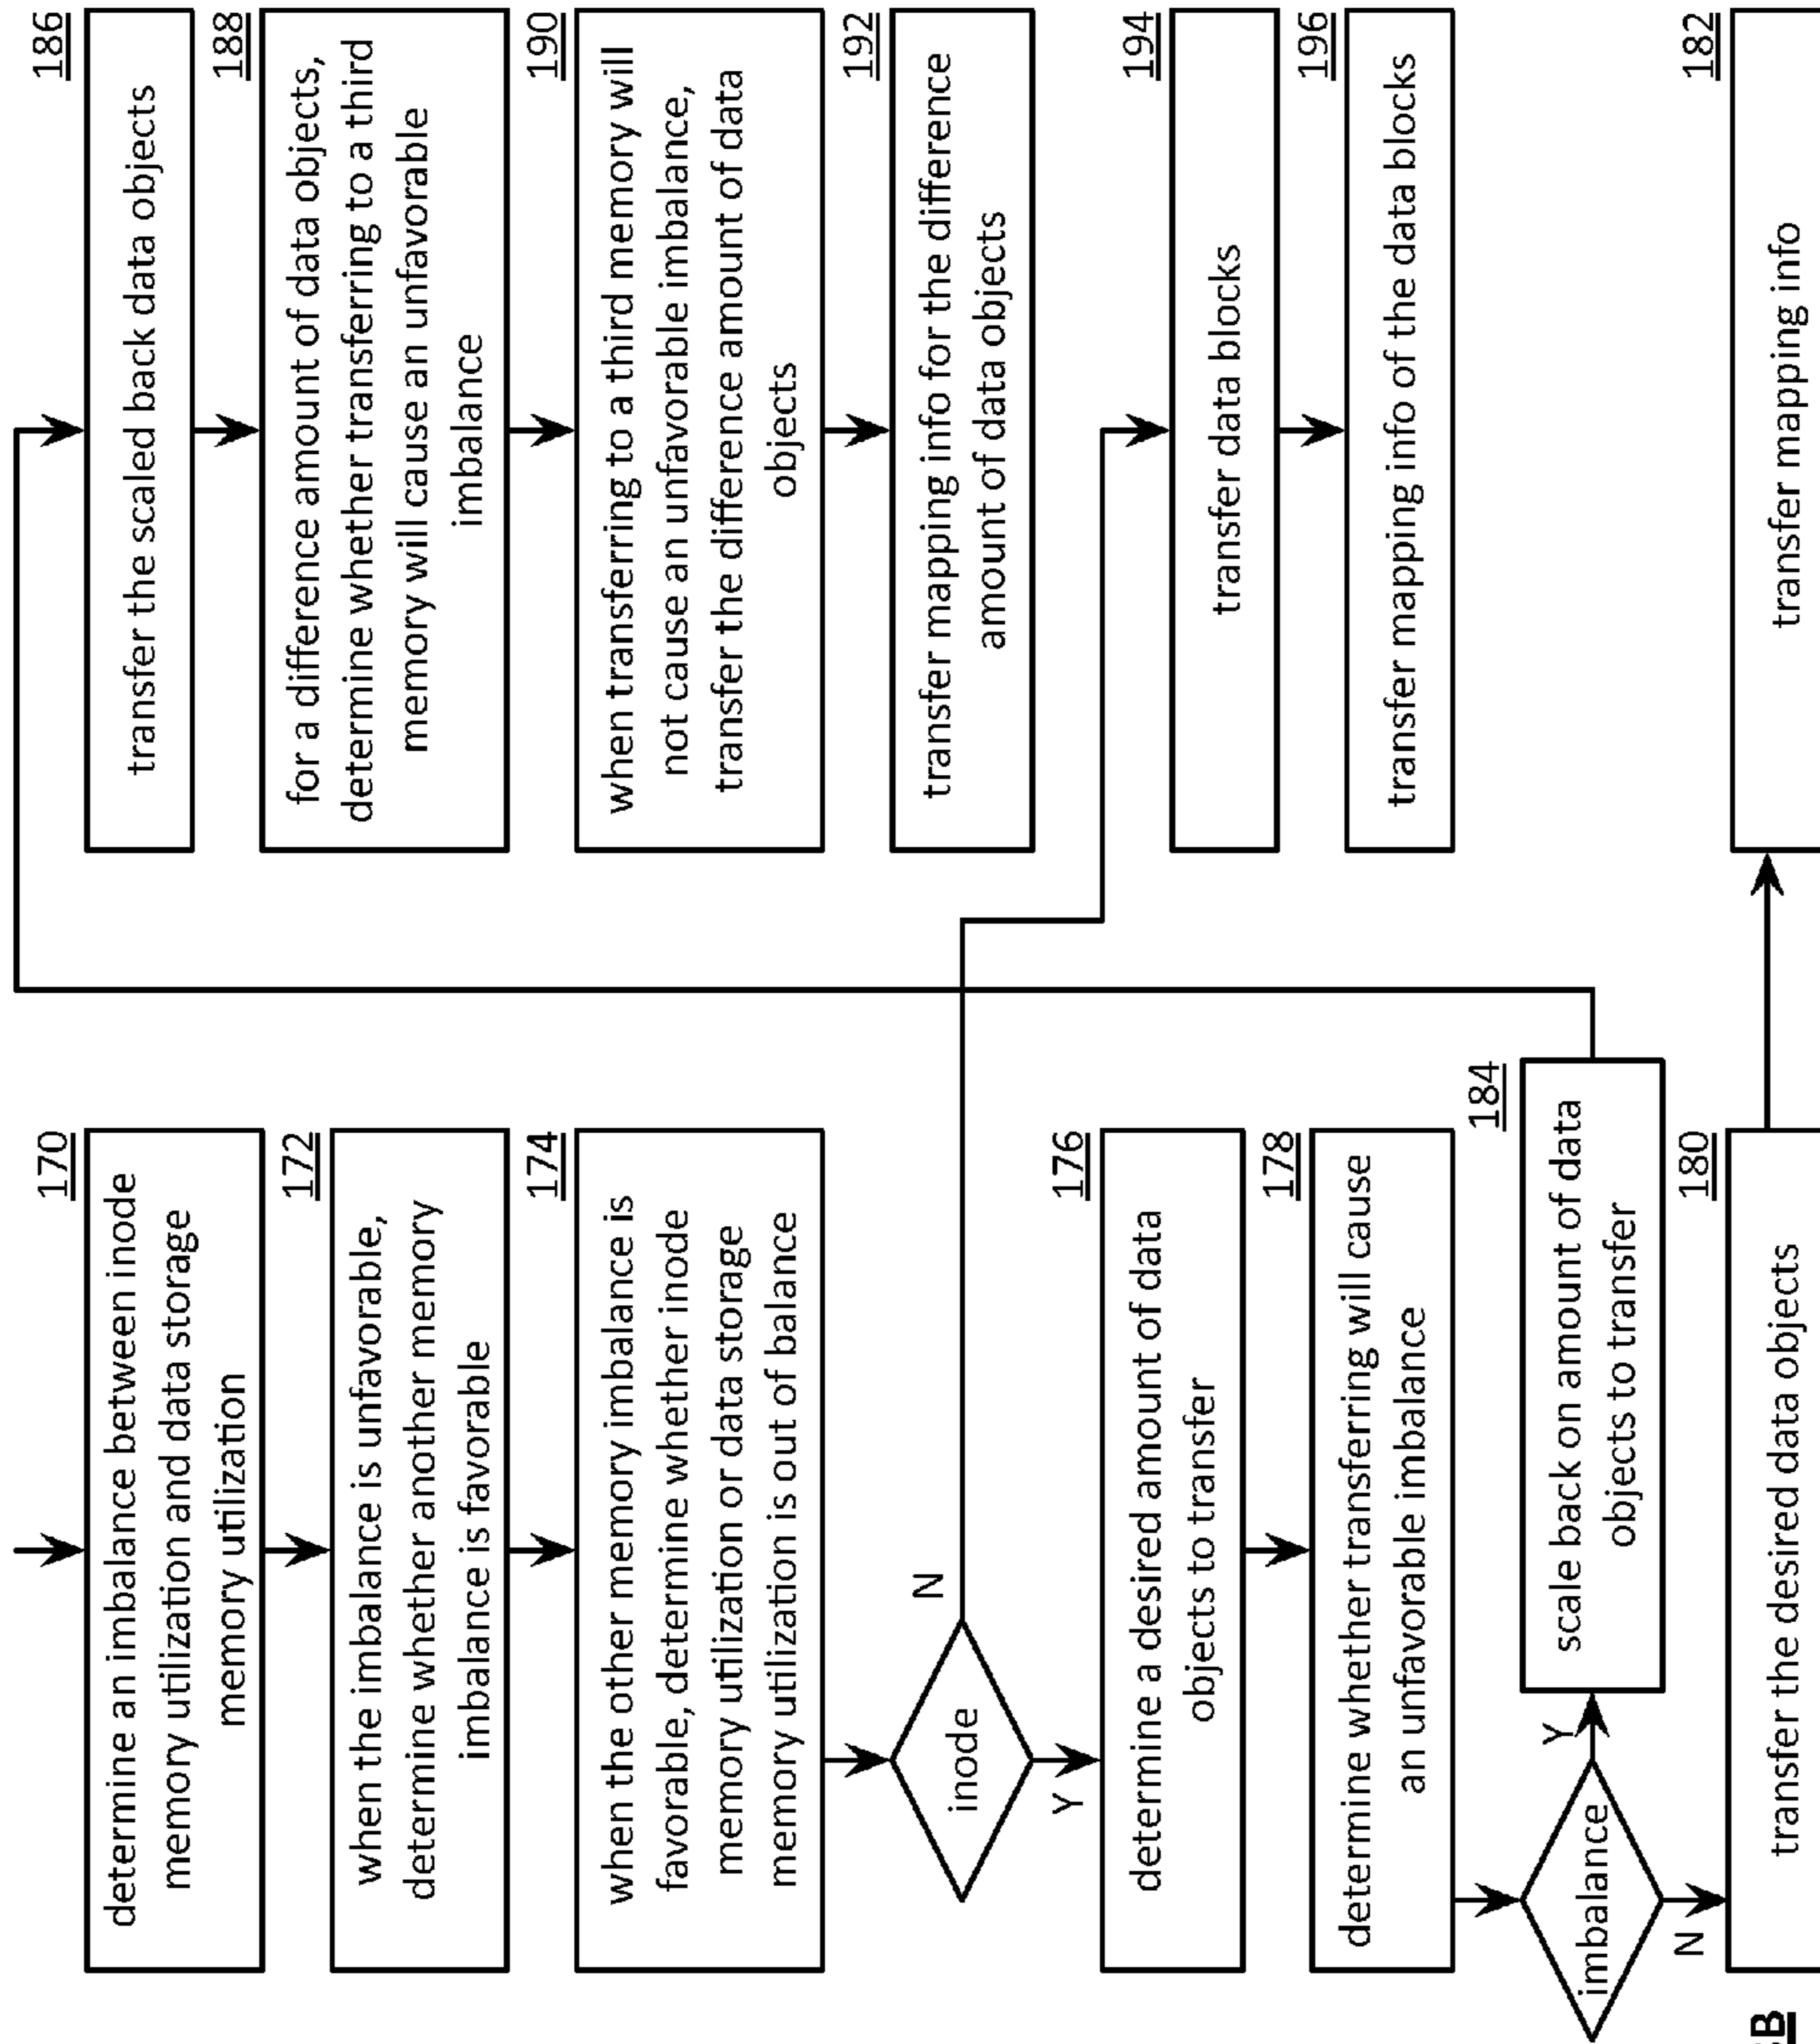 170
determine an imbalance between inode
memory utilization and data storage
memory utilization
172
when the imbalance is unfavorable,
determine whether another memory
imbalance is favorable
174
when the other memory imbalance is
favorable, determine whether inode
memory utilization or data storage
memory utilization is out of balance
inode
N
Y
176
determine a desired amount of data
objects to transfer
178
determine whether transferring will cause
an unfavorable imbalance
imbalance
Y
N
184
scale back on amount of data
objects to transfer
180
transfer the desired data objects
186
transfer the scaled back data objects
188
for a difference amount of data objects,
determine whether transferring to a third
memory will cause an unfavorable
imbalance
190
when transferring to a third memory will
not cause an unfavorable imbalance,
transfer the difference amount of data
objects
192
transfer mapping info for the difference
amount of data objects
194
transfer data blocks
196
transfer mapping info of the data blocks
182
transfer mapping info